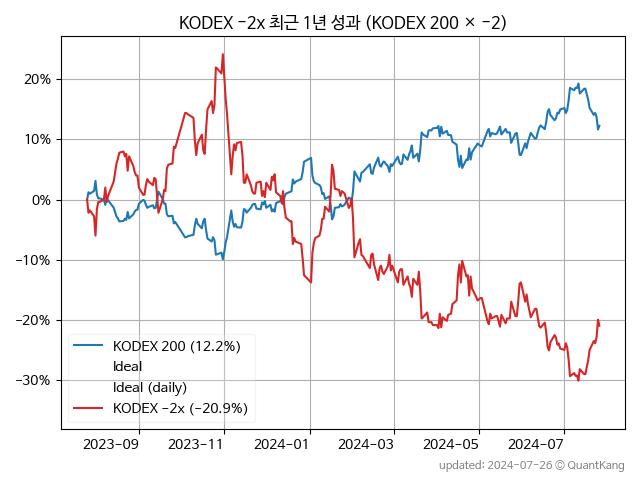 KODEX -2x 최근 1년 성과 (KODEX 200 × -2)
20%
10%
0%
-10%
-20%
-30%
KODEX 200 (12.2%)
Ideal
Ideal (daily)
KODEX -2x (-20.9%)
2023-09
2023-11
2024-01
2024-03
2024-05
2024-07
updated: 2024-07-26 © QuantKang